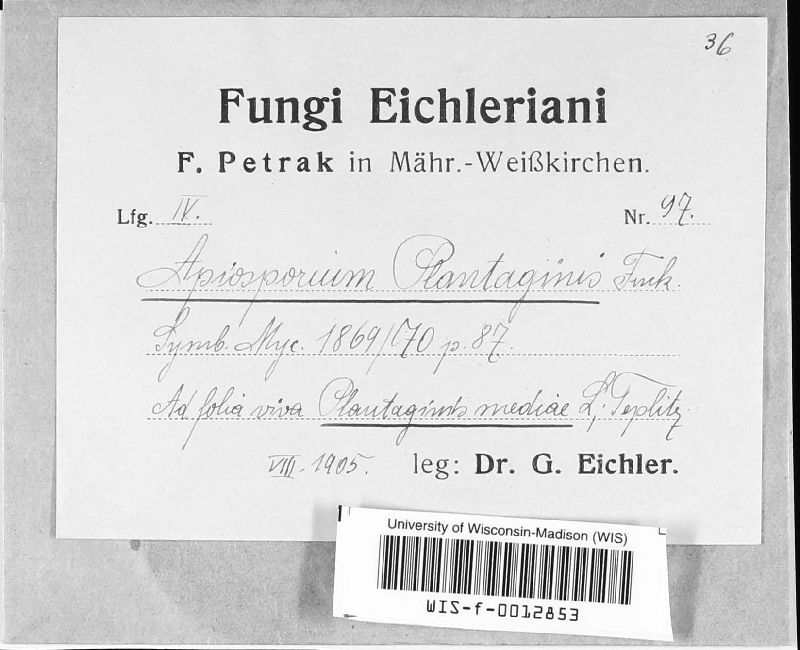 36
Fungi Eichleriani
F. Petrak in Mähr.-Weißkirchen.
Lfg. IV. Nr. 97.
Apiosporium Plantaginis Fuck.
Symb. Myc. 1869/70 p. 87.
Ad folia viva Plantaginis mediae L.; Teplitz
VIII. 1905. leg: Dr. G. Eichler.
University of Wisconsin-Madison (WIS)
WIS-f-0012853